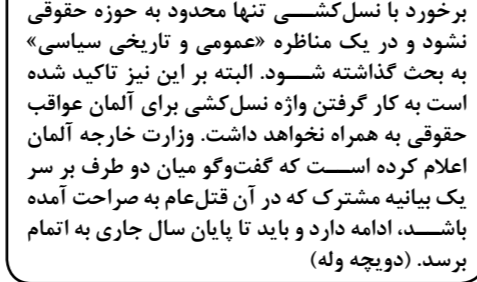 برخورد با نسل‌کشی تنها محدود به حوزه حقوقی
نشود و در یک مناظره «عمومی و تاریخی سیاسی»
به بحث گذاشته شود. البته بر این نیز تاکید شده
است به کار گرفتن واژه نسل‌کشی برای آلمان عواقب
حقوقی به همراه نخواهد داشت. وزارت خارجه آلمان
اعلام کرده است که گفت‌وگو میان دو طرف بر سر
یک بیانیه مشترک که در آن قتل‌عام به صراحت آمده
باشد، ادامه دارد و باید تا پایان سال جاری به اتمام
برسد. (دویچه وله)